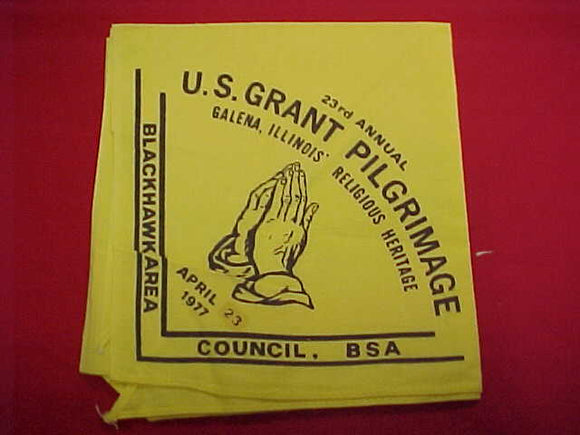 23rd ANNUAL
U.S. GRANT PILGRIMAGE
GALENA, ILLINOIS' RELIGIOUS HERITAGE
APRIL 23
1977
BLACKHAWK AREA
COUNCIL, BSA